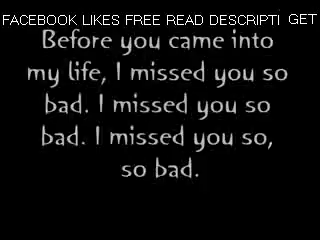 FACEBOOK LIKES FREE READ DESCRIPTI GET
Before you came into
my life, I missed you so
bad. I missed you so
bad. I missed you so,
so bad.